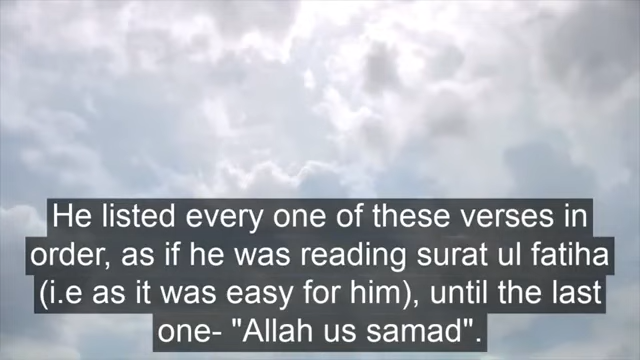 He listed every one of these verses in
order, as if he was reading surat ul fatiha
(i.e as it was easy for him), until the last
one- "Allah us samad".